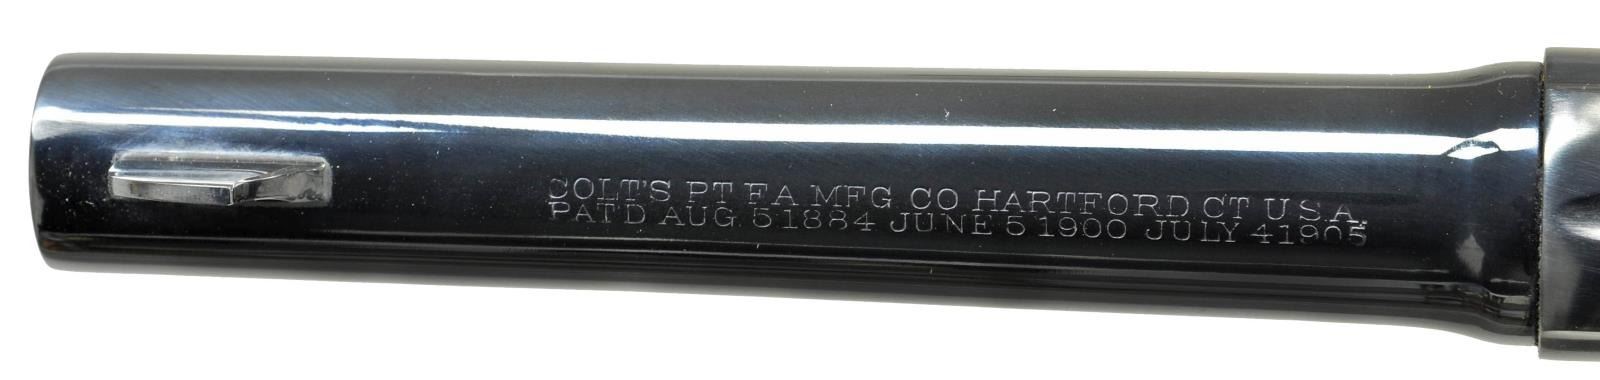 COLT'S PT F A MFG CO HARTFORD CT U S A.
PAT'D AUG 5 1884 JUNE 5 1900 JULY 4 1905